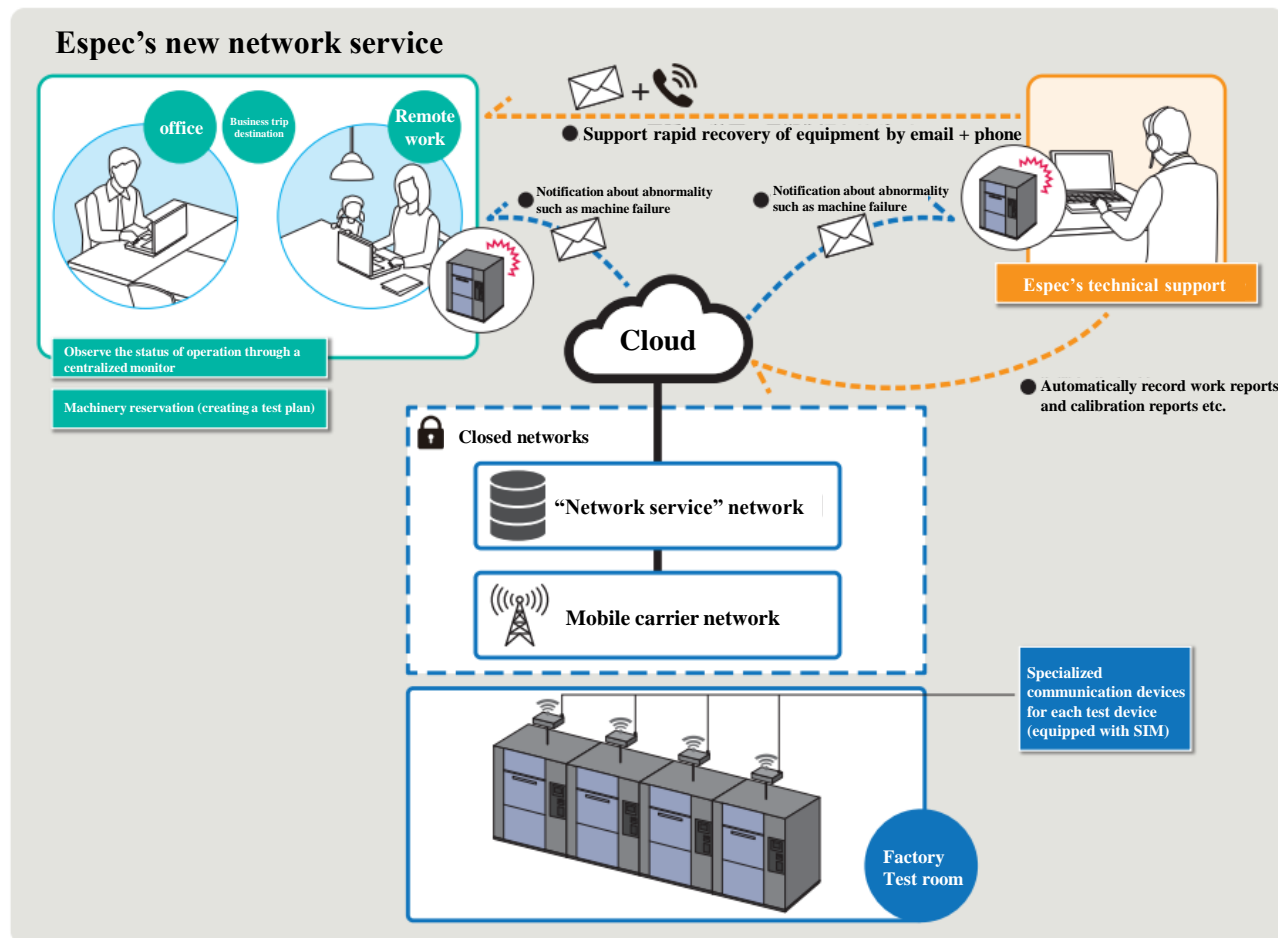 Espec’s new network service
office
Business trip
destination
Remote
work
● Support rapid recovery of equipment by email + phone
● Notification about abnormality
such as machine failure
● Notification about abnormality
such as machine failure
Espec’s technical support
Cloud
Observe the status of operation through a
centralized monitor
Machinery reservation (creating a test plan)
● Automatically record work reports
and calibration reports etc.
Closed networks
“Network service” network
Mobile carrier network
Specialized
communication devices
for each test device
(equipped with SIM)
Factory
Test room